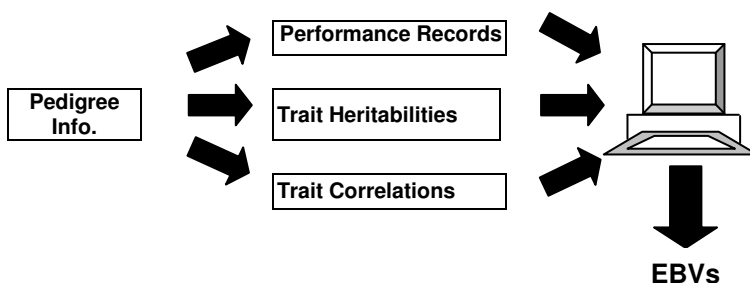 Performance Records
Pedigree
Info.
Trait Heritabilities
Trait Correlations
EBVs